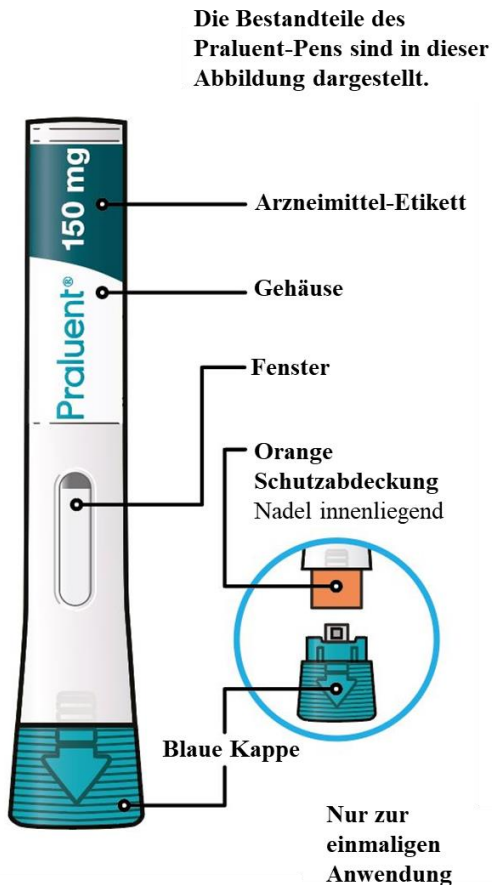 Die Bestandteile des
Praluent-Pens sind in dieser
Abbildung dargestellt.
150 mg
Praluent®
Arzneimittel-Etikett
Gehäuse
Fenster
Orange
Schutzabdeckung
Nadel innenliegend
Blaue Kappe
Nur zur
einmaligen
Anwendung